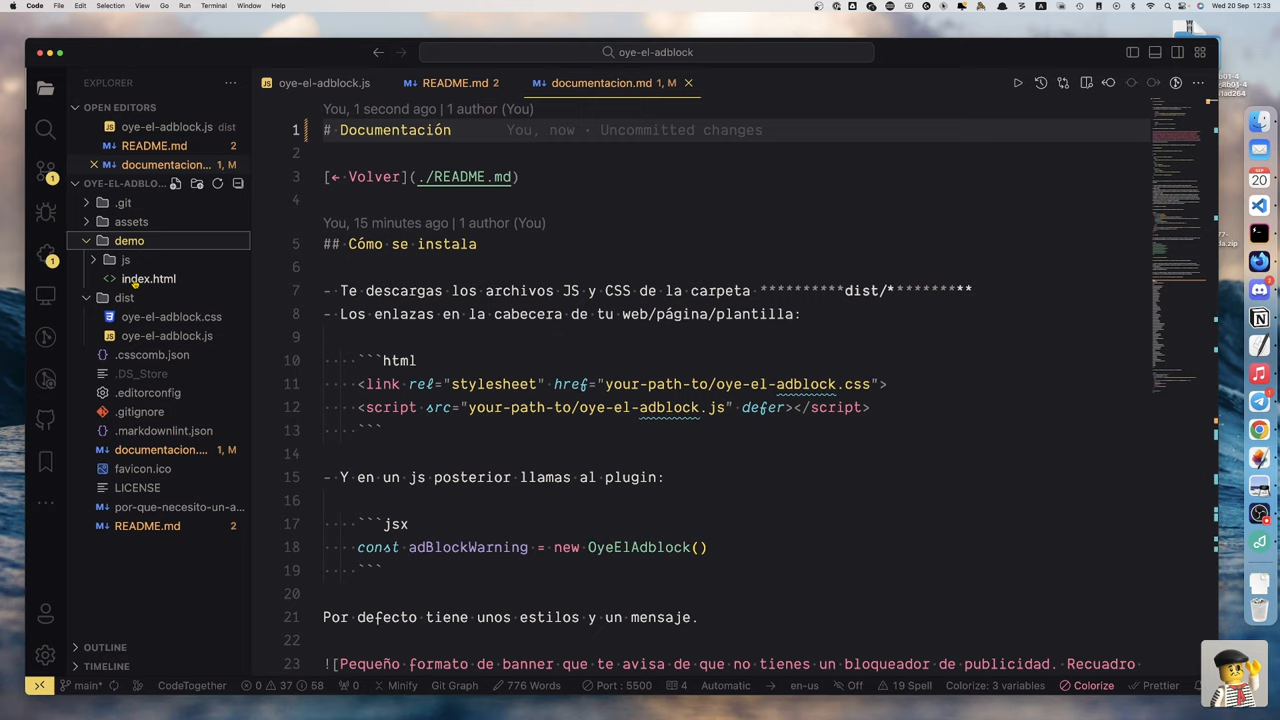 Code File Edit Selection View Go Run Terminal Window Help
Wed 20 Sep 12:33
oye-el-adblock
EXPLORER
oye-el-adblock.js
README.md 2
documentacion.md 1, M
OPEN EDITORS
oye-el-adblock.js dist
README.md 2
documentacion... 1, M
OYE-EL-ADBLO...
.git
assets
demo
js
index.html
dist
oye-el-adblock.css
oye-el-adblock.js
.csscomb.json
.DS_Store
.editorconfig
.gitignore
.markdownlint.json
documentacion.... 1, M
favicon.ico
LICENSE
por-que-necesito-un-a...
README.md 2
OUTLINE
TIMELINE
You, 1 second ago | 1 author (You)
1 # Documentación You, now · Uncommitted changes
2
[← Volver](./README.md)
4
You, 15 minutes ago | 1 author (You)
5 ## Cómo se instala
6
7 - Te descargas los archivos JS y CSS de la capeta **********dist/**********
8 - Los enlazas en la cabecera de tu web/página/plantilla:
9
10 ```html
11 <link rel="stylesheet" href="your-path-to/oye-el-adblock.css">
12 <script src="your-path-to/oye-el-adblock.js" defer></script>
13 ```
14
15 - Y en un js posterior llamas al plugin:
16
17 ```jsx
18 const adBlockWarning = new OyeElAdblock()
19 ```
20
21 Por defecto tiene unos estilos y un mensaje.
22
23 ![Pequeño formato de banner que te avisa de que no tienes un bloqueador de publicidad. Recuadro
main* 0 37 58 0 Minify Git Graph 776 Words Port : 5500 4 Automatic en-us Off 19 Spell Colorize: 3 variables Colorize Prettier
CodeTogether